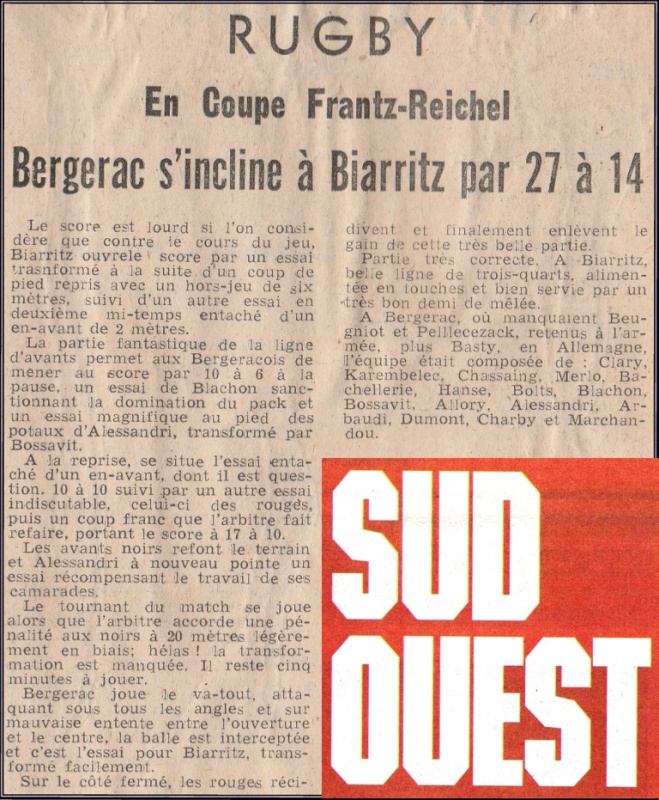 RUGBY
En Coupe Frantz-Reichel
Bergerac s'incline à Biarritz par 27 à 14
Le score est lourd si l'on consi-
dère que contre le cours du jeu,
Biarritz ouvrele score par un essai
trasnformé à la suite d'un coup de
pied repris avec un hors-jeu de six
mètres, suivi d'un autre essai en
deuxième mi-temps entaché d'un
en-avant de 2 mètres.
La partie fantastique de la ligne
d'avants permet aux Bergeracois de
mener au score par 10 à 6 à la
pause, un essai de Blachon sanc-
tionnant la domination du pack et
un essai magnifique au pied des
potaux d'Alessandri, transformé par
Bossavit.
A la reprise, se situe l'essai enta-
ché d'un en-avant, dont il est ques-
tion. 10 à 10 suivi par un autre essai
indiscutable, celui-ci des rouges,
puis un coup franc que l'arbitre fait
refaire, portant le score à 17 à 10.
Les avants noirs refont le terrain
et Alessandri à nouveau pointe un
essai récompensant le travail de ses
camarades.
Le tournant du match se joue
alors que l'arbitre accorde une pé-
nalité aux noirs à 20 mètres légère-
ment en biais; hélas ! la transfor-
mation est manquée. Il reste cinq
minutes à jouer.
Bergerac joue le va-tout, atta-
quant sous tous les angles et sur
mauvaise entente entre l'ouverture
et le centre, la balle est interceptée
et c'est l'essai pour Biarritz, trans-
formé facilement.
Sur le côté fermé, les rouges réci-
divent et finalement enlèvent le
gain de cette très belle partie.
Partie très correcte. A Biarritz,
belle ligne de trois-quarts, alimen-
tée en touches et bien servie par un
très bon demi de mêlée.
A Bergerac, où manquaient Beu-
gniot et Pelllecezack, retenus à l'ar-
mée, plus Basty, en Allemagne,
l'équipe était composée de : Clary,
Karembelec, Chassaing, Merlo, Ba-
chellerie, Hanse, Bolts, Blachon,
Bossavit, Allory, Alessandri, Ar-
baudi, Dumont, Charby et Marchan-
dou.
SUD
OUEST